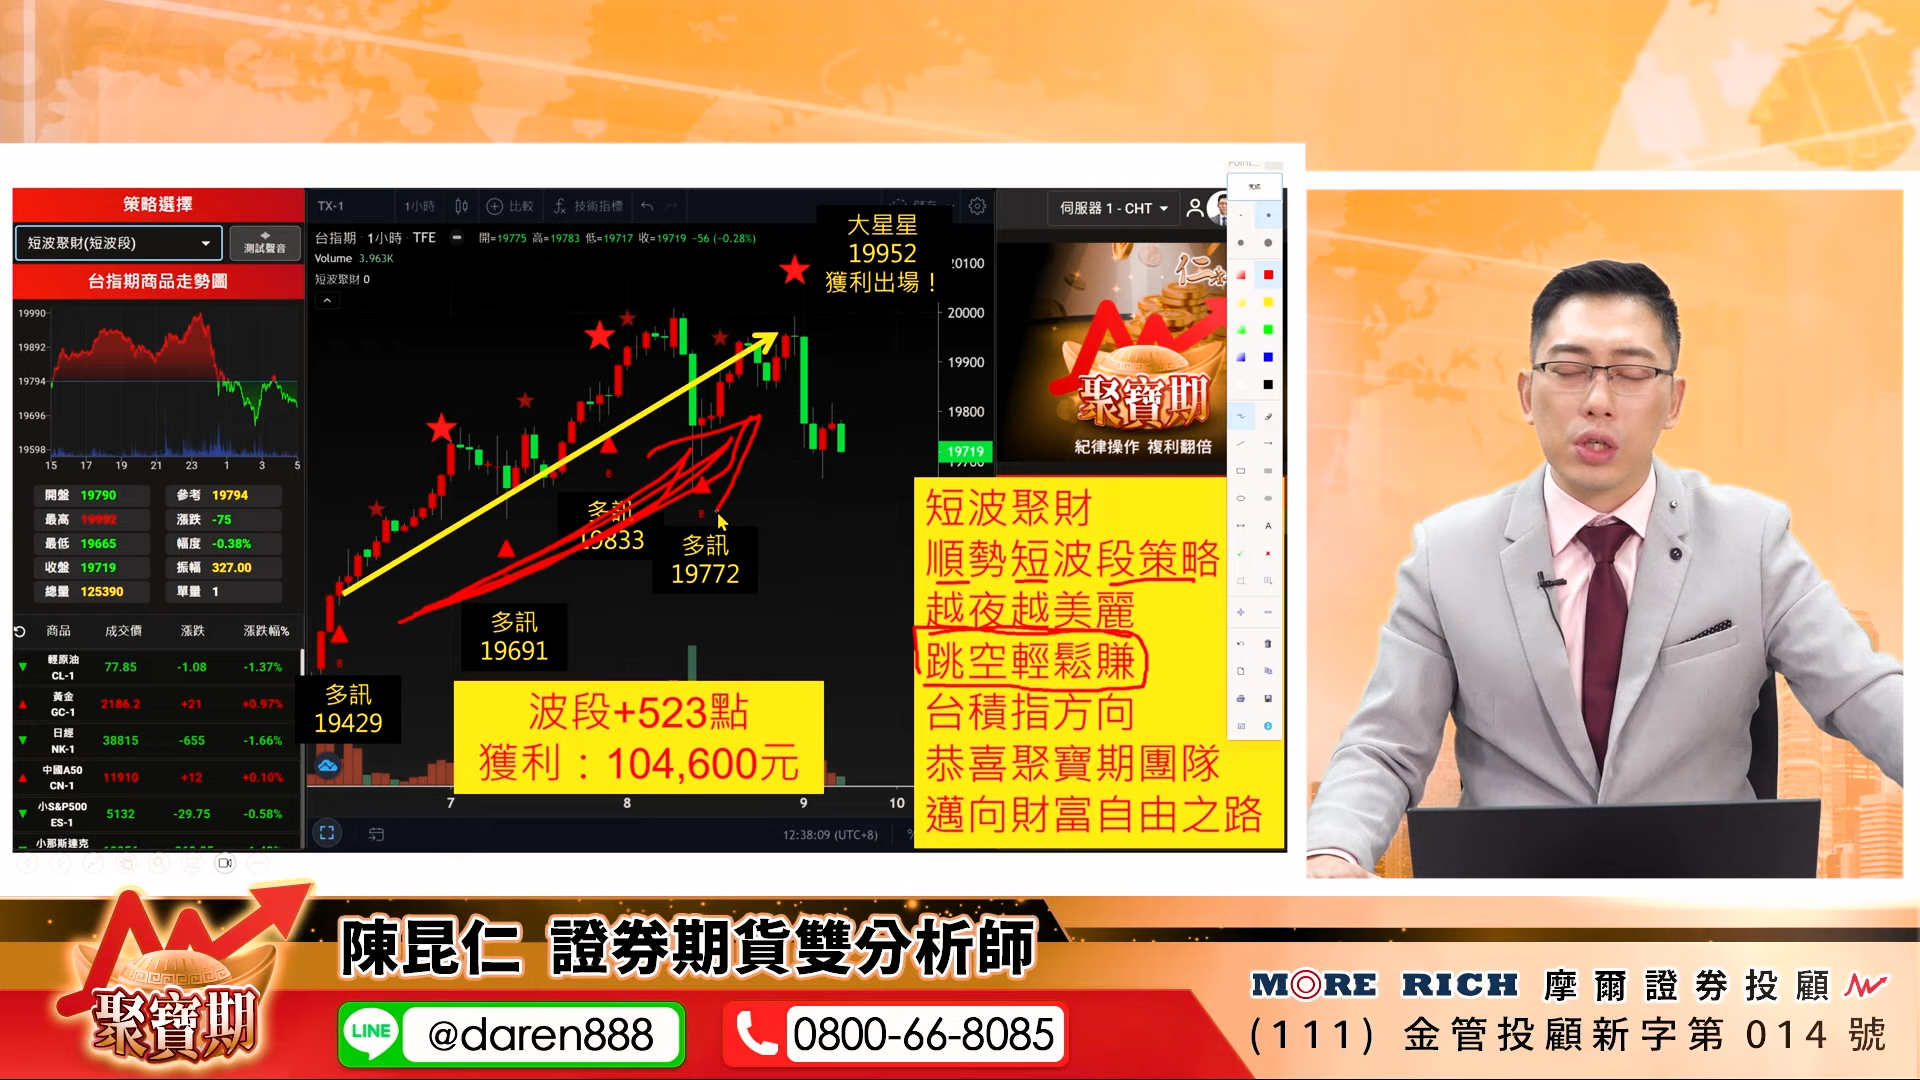 策略選擇
短波聚財(短波段)
測試聲音
台指期商品走勢圖
19990
19892
19794
19696
19598
15 17 19 21 23 1 3 5
開盤 19790 參考 19794
最高 19992 漲跌 -75
最低 19665 幅度 -0.38%
收盤 19719 振幅 327.00
總量 125390 單量 1
商品 成交價 漲跌 漲跌幅%
輕原油
CL-1 77.85 -1.08 -1.37%
黃金
GC-1 2186.2 +21 +0.97%
日經
NK-1 38815 -655 -1.66%
中國A50
CN-1 11910 +12 +0.10%
小S&P500
ES-1 5132 -29.75 -0.58%
小那斯達克
TX-1 1小時 比較 技術指標
台指期 · 1小時 · TFE 開=19775 高=19783 低=19717 收=19719 -56 (-0.28%)
Volume 3.963K
短波聚財 0
大星星
19952
獲利出場！
20100
20000
19900
19800
19719
多訊
19429
多訊
19691
多訊
19833
多訊
19772
波段+523點
獲利：104,600元
7 8 9 10
12:38:09 (UTC+8)
伺服器 1 - CHT
聚寶期
紀律操作 複利翻倍
完成
短波聚財
順勢短波段策略
越夜越美麗
跳空輕鬆賺
台積指方向
恭喜聚寶期團隊
邁向財富自由之路
聚寶期
陳昆仁 證券期貨雙分析師
LINE @daren888
0800-66-8085
MORE RICH 摩爾證券投顧
(111) 金管投顧新字第 014 號